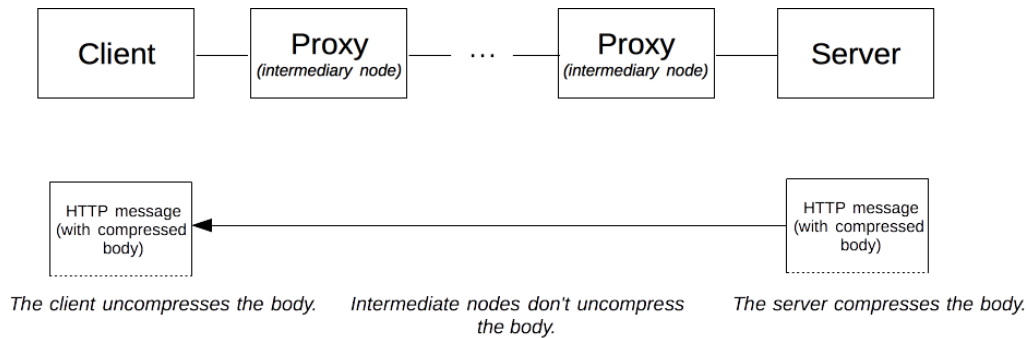 Client
Proxy
(intermediary node)
...
Proxy
(intermediary node)
Server
HTTP message
(with compressed
body)
HTTP message
(with compressed
body)
The client uncompresses the body.
Intermediate nodes don't uncompress
the body.
The server compresses the body.